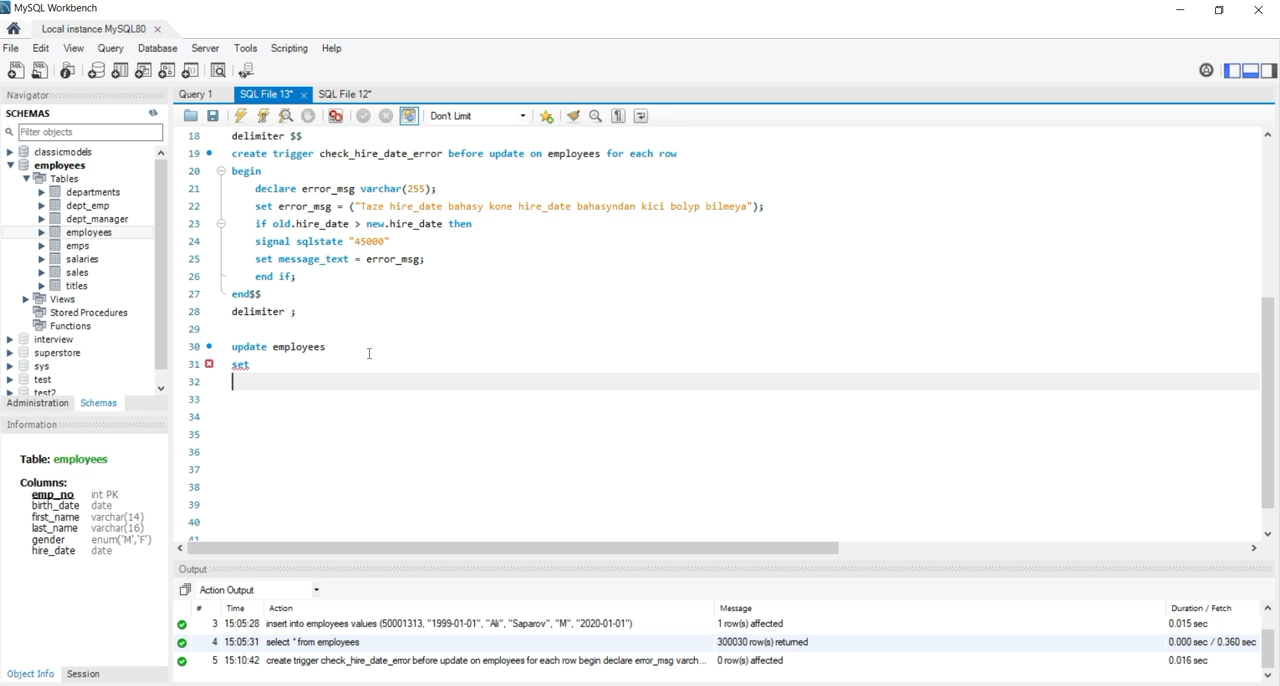 MySQL Workbench
Local instance MySQL80
File Edit View Query Database Server Tools Scripting Help
Navigator
SCHEMAS
Filter objects
classicmodels
employees
Tables
departments
dept_emp
dept_manager
employees
emps
salaries
sales
titles
Views
Stored Procedures
Functions
interview
superstore
sys
test
test2
Administration Schemas
Information
Table: employees
Columns:
emp_no int PK
birth_date date
first_name varchar(14)
last_name varchar(16)
gender enum('M','F')
hire_date date
Object Info Session
Query 1 SQL File 13* SQL File 12*
Don't Limit
18 delimiter $$
19 create trigger check_hire_date_error before update on employees for each row
20 begin
21 declare error_msg varchar(255);
22 set error_msg = ("Taze hire_date bahasy kone hire_date bahasyndan kici bolyp bilmeya");
23 if old.hire_date > new.hire_date then
24 signal sqlstate "45000"
25 set message_text = error_msg;
26 end if;
27 end$$
28 delimiter ;
29
30 update employees
31 set
32
33
34
35
36
37
38
39
40
41
Output
Action Output
# Time Action Message Duration / Fetch
3 15:05:28 insert into employees values (50001313, "1999-01-01", "Ali", "Saparov", "M", "2020-01-01") 1 row(s) affected 0.015 sec
4 15:05:31 select * from employees 300030 row(s) returned 0.000 sec / 0.360 sec
5 15:10:42 create trigger check_hire_date_error before update on employees for each row begin declare error_msg varch... 0 row(s) affected 0.016 sec